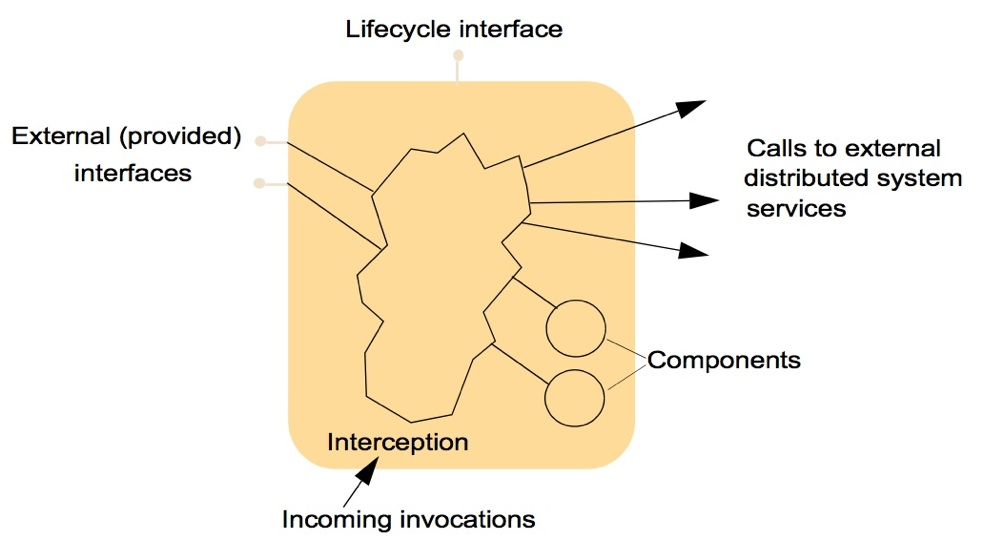 Lifecycle interface
External (provided)
interfaces
Calls to external
distributed system
services
Components
Interception
Incoming invocations